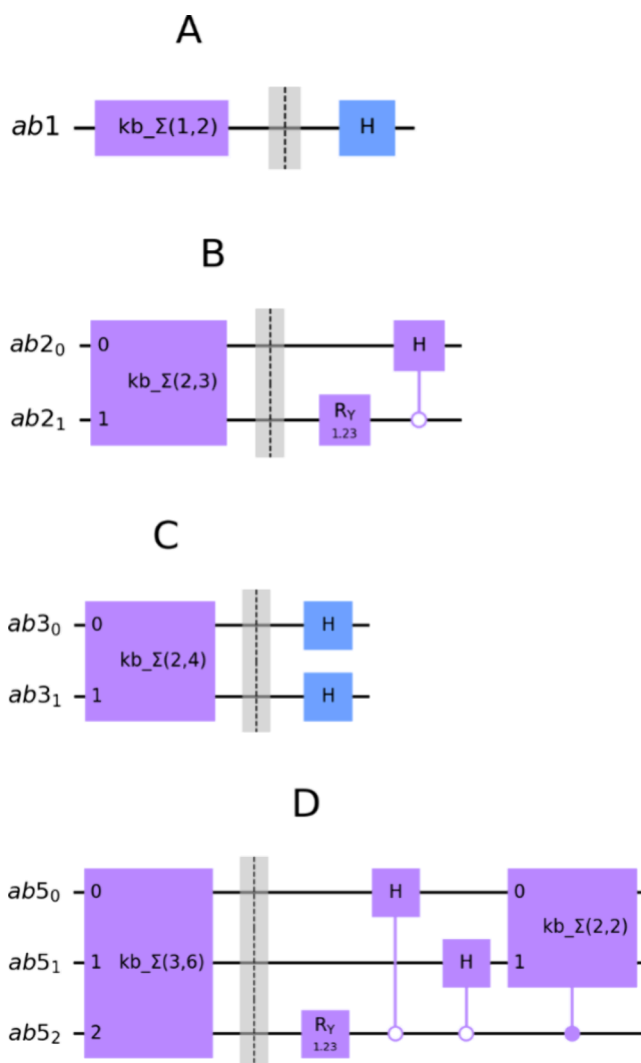 A
ab1 kb_Σ(1,2) H
B
ab2₀ 0 H
kb_Σ(2,3)
ab2₁ 1 R_Y
1.23
C
ab3₀ 0 H
kb_Σ(2,4)
ab3₁ 1 H
D
ab5₀ 0 H 0
kb_Σ(2,2)
ab5₁ 1 kb_Σ(3,6) H 1
ab5₂ 2 R_Y
1.23